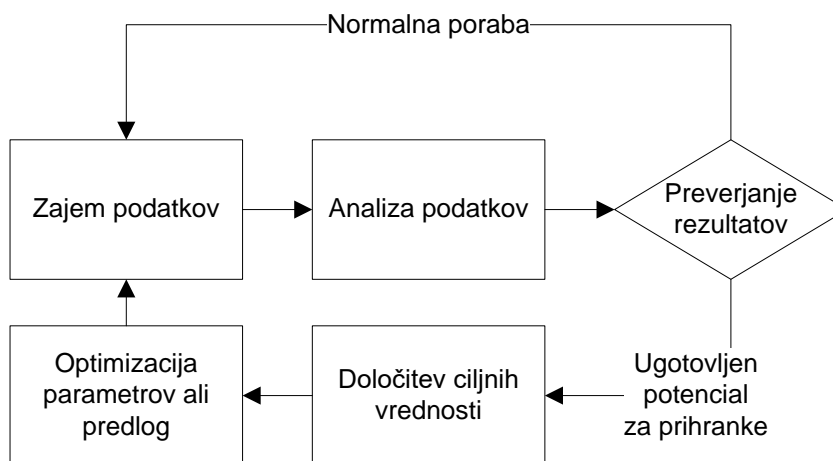 Normalna poraba
Zajem podatkov
Analiza podatkov
Preverjanje
rezultatov
Optimizacija
parametrov ali
predlog
Določitev ciljnih
vrednosti
Ugotovljen
potencial
za prihranke